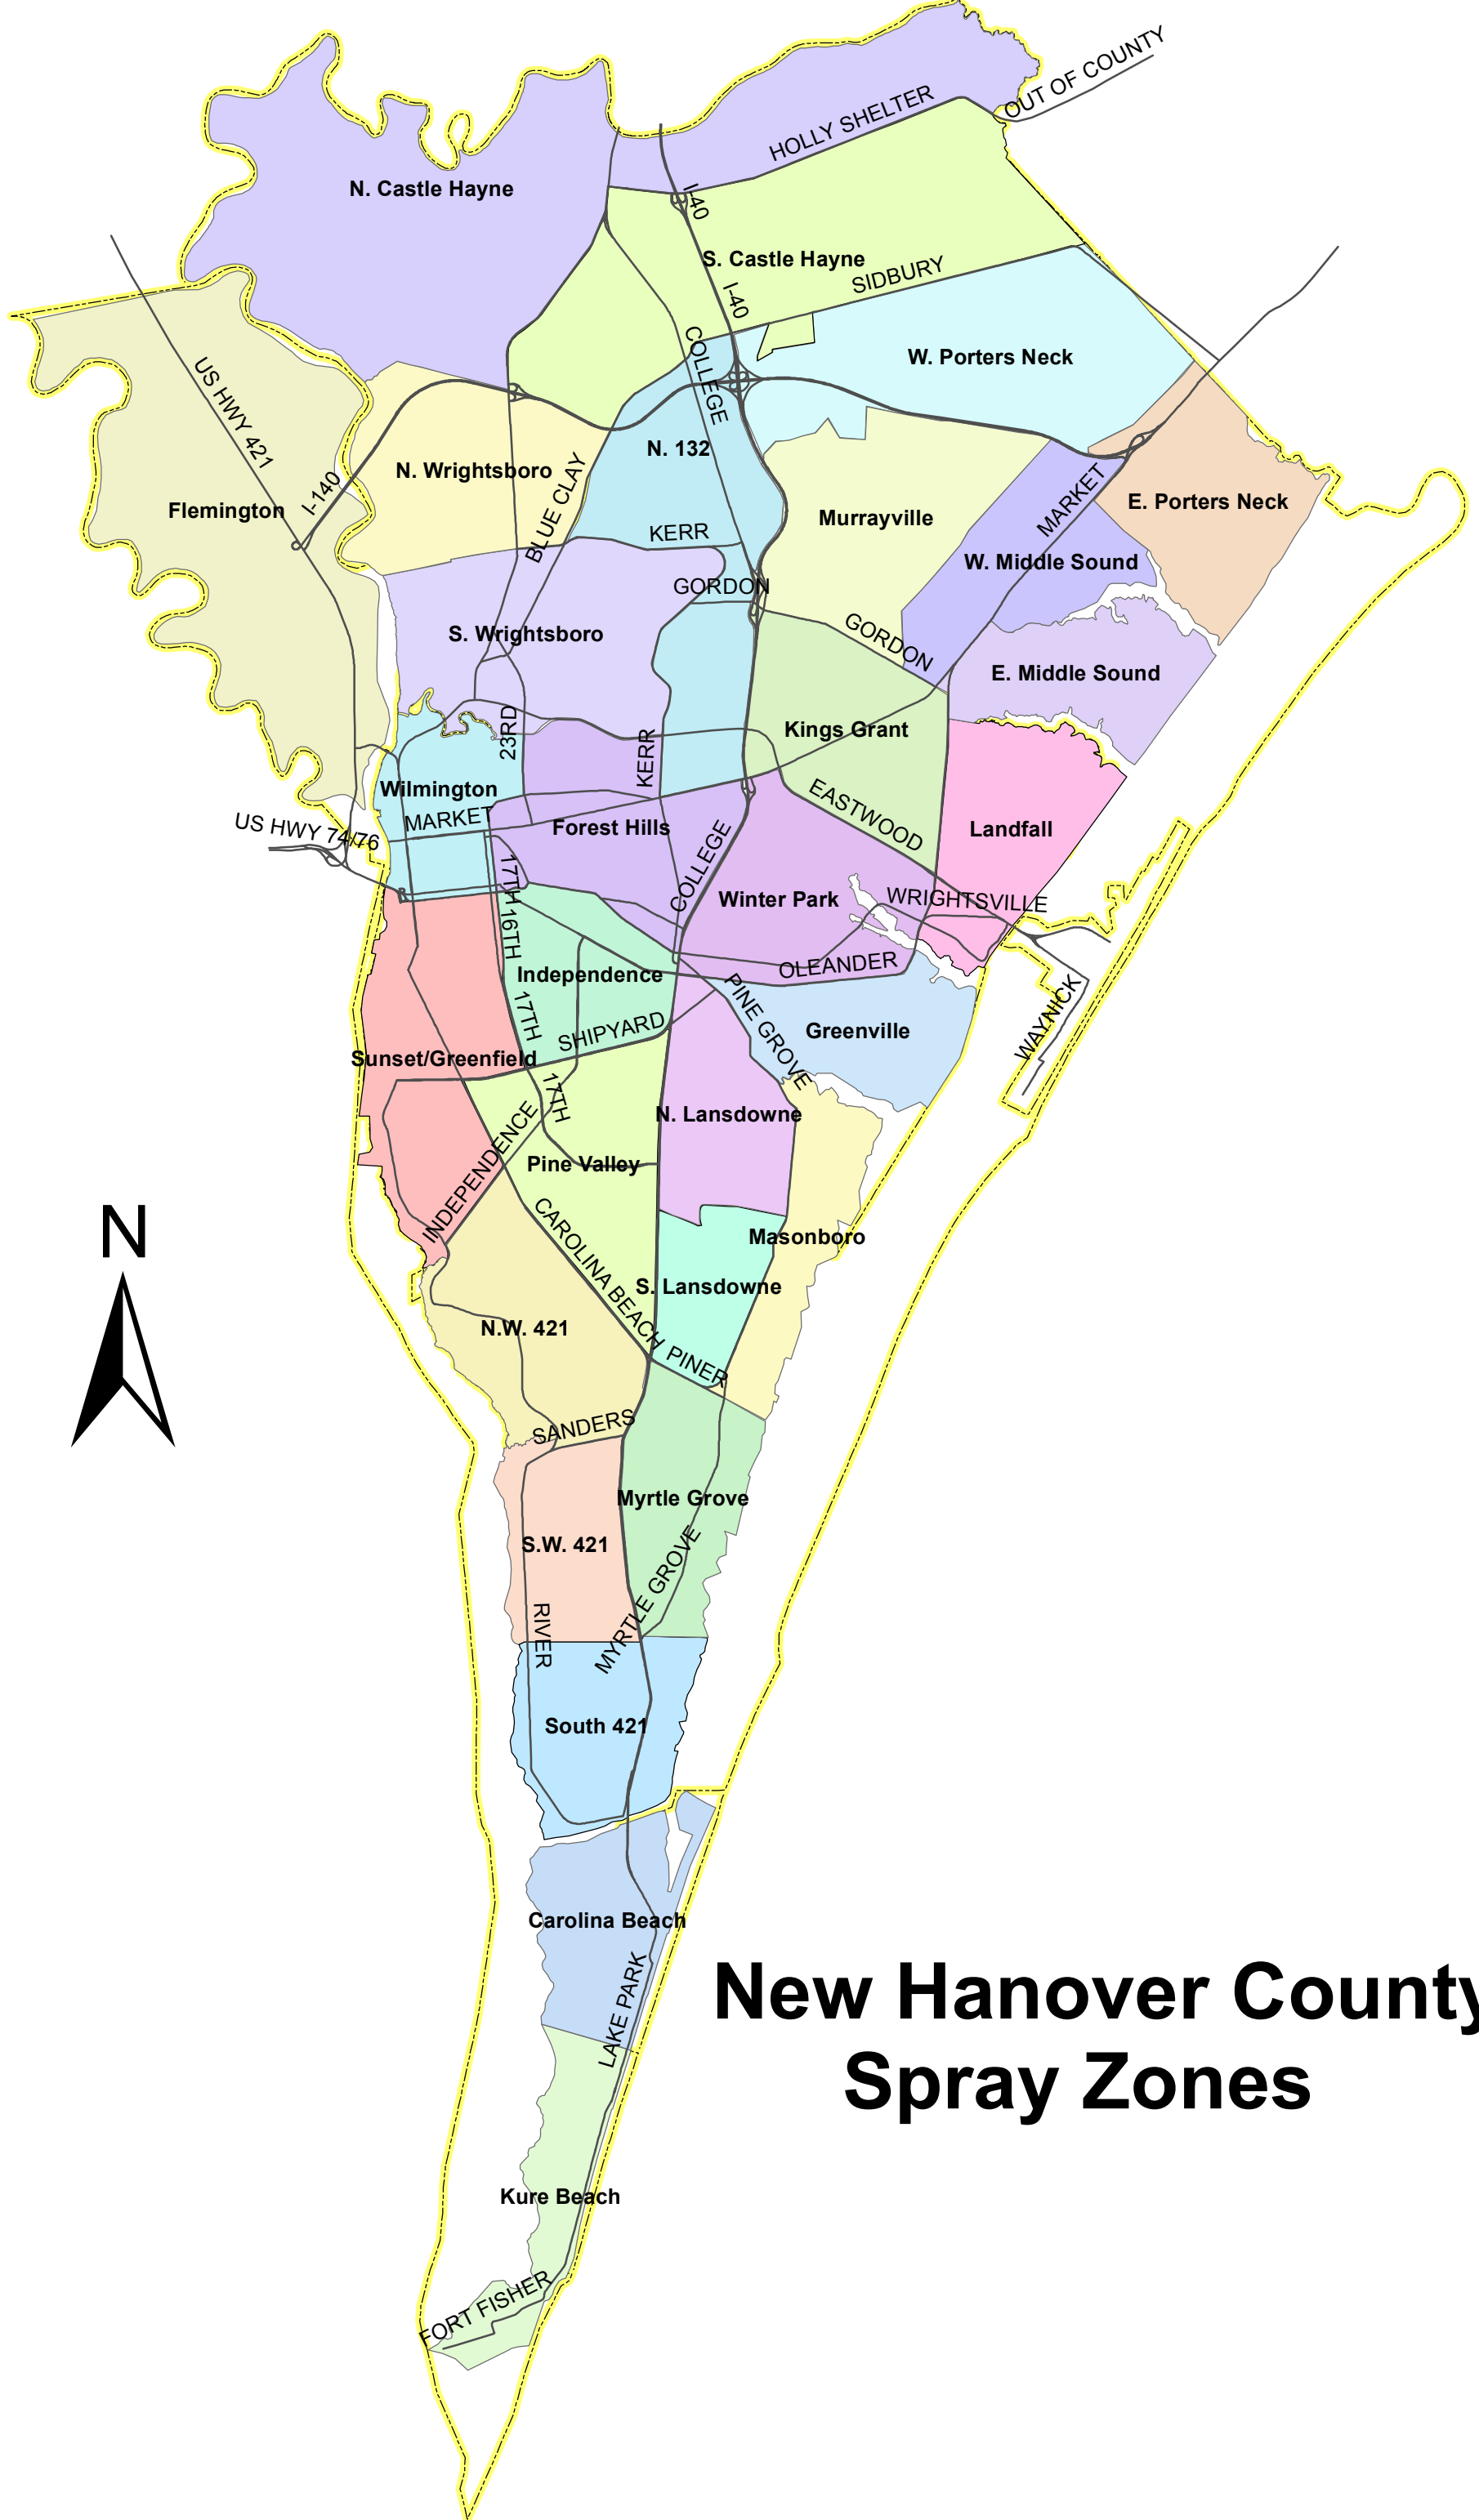 OUT OF COUNTY
HOLLY SHELTER
N. Castle Hayne
I-40
S. Castle Hayne
SIDBURY
I-40
COLLEGE
W. Porters Neck
US HWY 421
N. 132
N. Wrightsboro
I-140
BLUE CLAY
MARKET
E. Porters Neck
Flemington
Murrayville
KERR
W. Middle Sound
GORDON
S. Wrightsboro
GORDON
E. Middle Sound
23RD
KERR
Kings Grant
Wilmington
EASTWOOD
MARKET
Forest Hills
US HWY 74/76
Landfall
COLLEGE
17TH
Winter Park
WRIGHTSVILLE
16TH
OLEANDER
Independence
PINE GROVE
17TH
SHIPYARD
WAYNICK
Greenville
Sunset/Greenfield
17TH
N. Lansdowne
INDEPENDENCE
Pine Valley
N
CAROLINA BEACH
Masonboro
S. Lansdowne
N.W. 421
PINER
SANDERS
Myrtle Grove
S.W. 421
MYRTLE GROVE
RIVER
South 421
Carolina Beach
LAKE PARK
New Hanover County
Spray Zones
Kure Beach
FORT FISHER